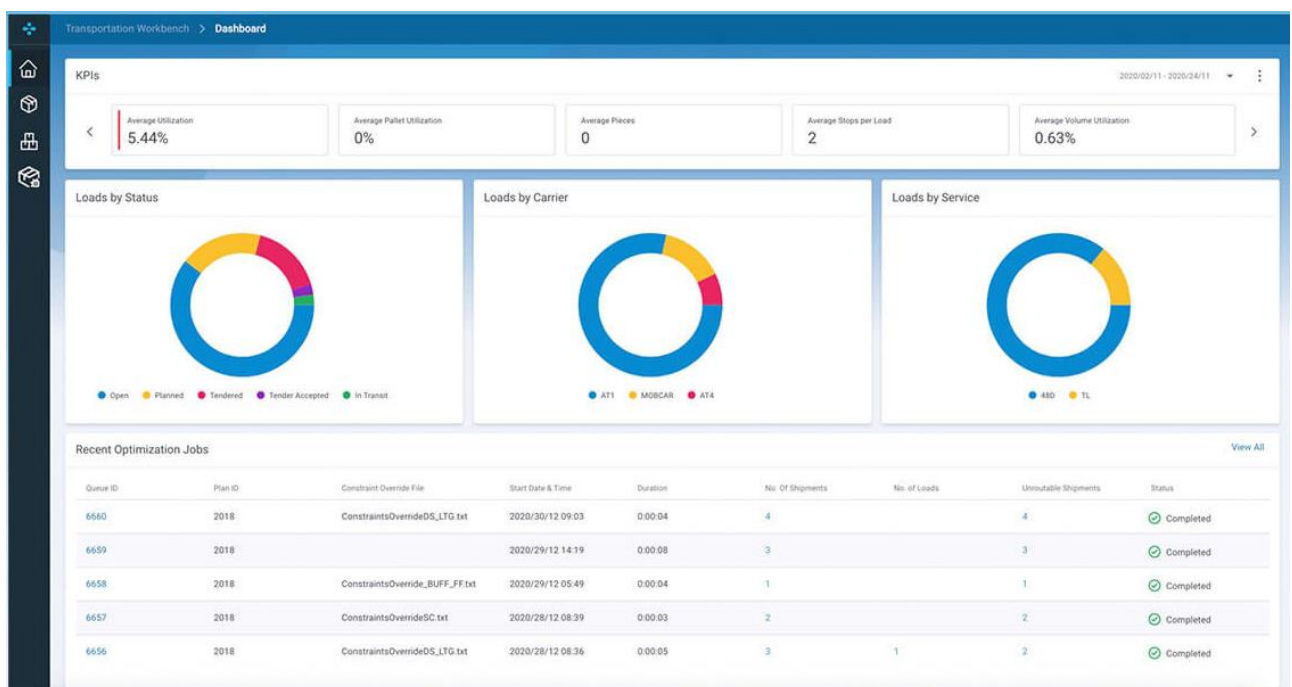 Transportation Workbench > Dashboard
KPIs 2020/02/11 - 2020/24/11
Average Utilization Average Pallet Utilization Average Pieces Average Stops per Load Average Volume Utilization
5.44% 0% 0 2 0.63%
Loads by Status Loads by Carrier Loads by Service
Open Planned Tendered Tender Accepted In Transit AT1 MOBCAR AT4 48D TL
Recent Optimization Jobs View All
Queue ID Plan ID Constraint Override File Start Date & Time Duration No. Of Shipments No. of Loads Unroutable Shipments Status
6660 2018 ConstraintsOverrideDS_LTG.txt 2020/30/12 09:03 0:00:04 4 4 Completed
6659 2018 2020/29/12 14:19 0:00:08 3 3 Completed
6658 2018 ConstraintsOverride_BUFF_FF.txt 2020/29/12 05:49 0:00:04 1 1 Completed
6657 2018 ConstraintsOverrideSC.txt 2020/28/12 08:39 0:00:03 2 2 Completed
6656 2018 ConstraintsOverrideDS_LTG.txt 2020/28/12 08:36 0:00:05 3 1 2 Completed